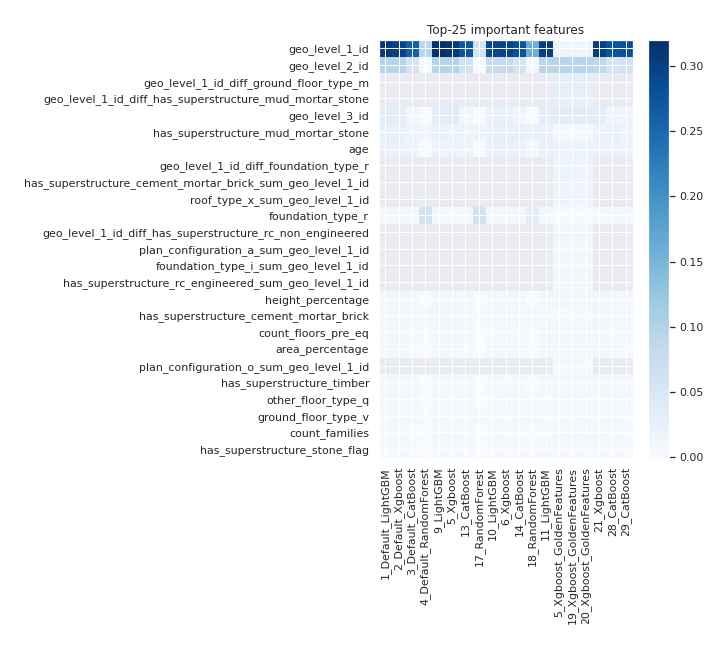 Top-25 important features
geo_level_1_id
geo_level_2_id
geo_level_1_id_diff_ground_floor_type_m
geo_level_1_id_diff_has_superstructure_mud_mortar_stone
geo_level_3_id
has_superstructure_mud_mortar_stone
age
geo_level_1_id_diff_foundation_type_r
has_superstructure_cement_mortar_brick_sum_geo_level_1_id
roof_type_x_sum_geo_level_1_id
foundation_type_r
geo_level_1_id_diff_has_superstructure_rc_non_engineered
plan_configuration_a_sum_geo_level_1_id
foundation_type_i_sum_geo_level_1_id
has_superstructure_rc_engineered_sum_geo_level_1_id
height_percentage
has_superstructure_cement_mortar_brick
count_floors_pre_eq
area_percentage
plan_configuration_o_sum_geo_level_1_id
has_superstructure_timber
other_floor_type_q
ground_floor_type_v
count_families
has_superstructure_stone_flag
1_Default_LightGBM
2_Default_Xgboost
3_Default_CatBoost
4_Default_RandomForest
9_LightGBM
5_Xgboost
13_CatBoost
17_RandomForest
10_LightGBM
6_Xgboost
14_CatBoost
18_RandomForest
11_LightGBM
5_Xgboost_GoldenFeatures
19_Xgboost_GoldenFeatures
20_Xgboost_GoldenFeatures
21_Xgboost
28_CatBoost
29_CatBoost
0.30
0.25
0.20
0.15
0.10
0.05
0.00